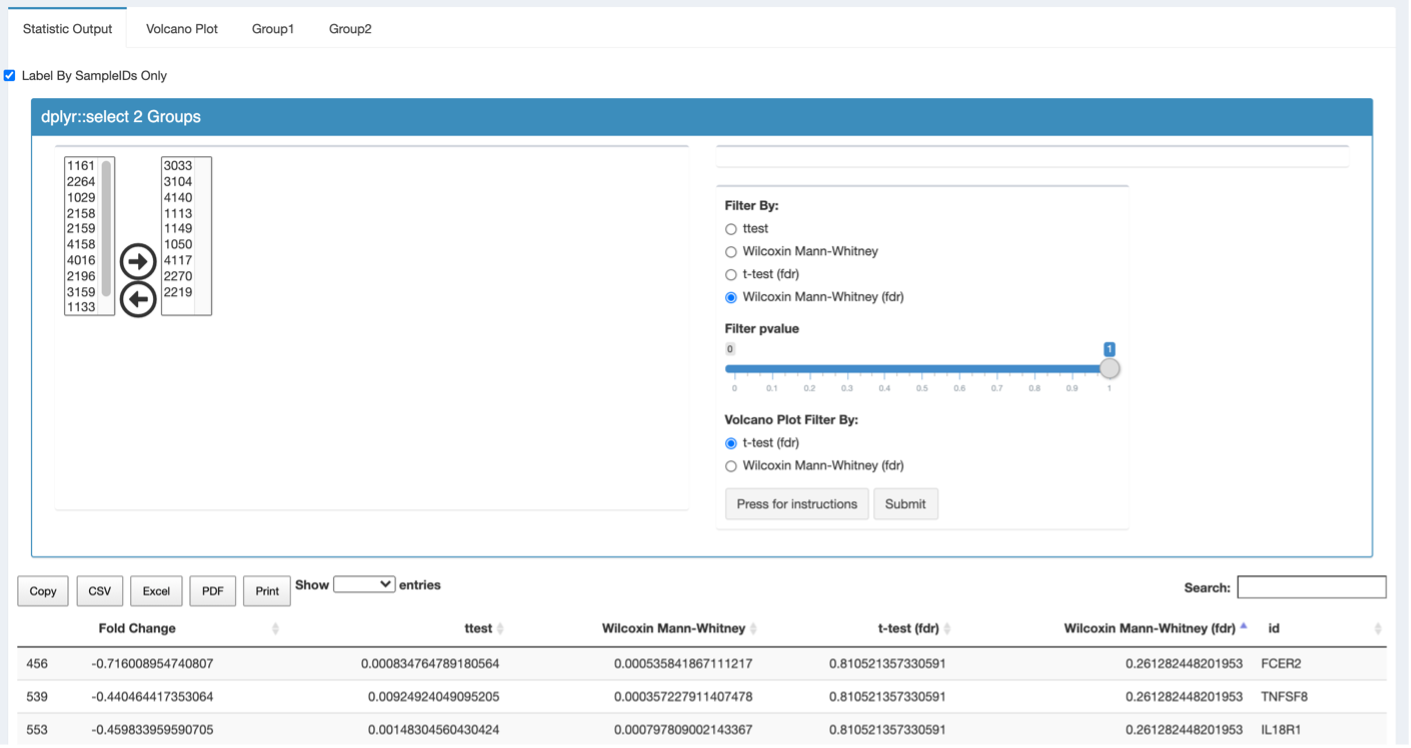 Statistic Output Volcano Plot Group1 Group2
Label By SampleIDs Only
dplyr::select 2 Groups
1161
2264
1029
2158
2159
4158
4016
2196
3159
1133
3033
3104
4140
1113
1149
1050
4117
2270
2219
Filter By:
ttest
Wilcoxin Mann-Whitney
t-test (fdr)
Wilcoxin Mann-Whitney (fdr)
Filter pvalue
0 1
0 0.1 0.2 0.3 0.4 0.5 0.6 0.7 0.8 0.9 1
Volcano Plot Filter By:
t-test (fdr)
Wilcoxin Mann-Whitney (fdr)
Press for instructions Submit
Copy CSV Excel PDF Print Show entries Search:
Fold Change ttest Wilcoxin Mann-Whitney t-test (fdr) Wilcoxin Mann-Whitney (fdr) id
456 -0.716008954740807 0.000834764789180564 0.000535841867111217 0.810521357330591 0.261282448201953 FCER2
539 -0.440464417353064 0.00924924049095205 0.000357227911407478 0.810521357330591 0.261282448201953 TNFSF8
553 -0.459833959590705 0.00148304560430424 0.000797809002143367 0.810521357330591 0.261282448201953 IL18R1